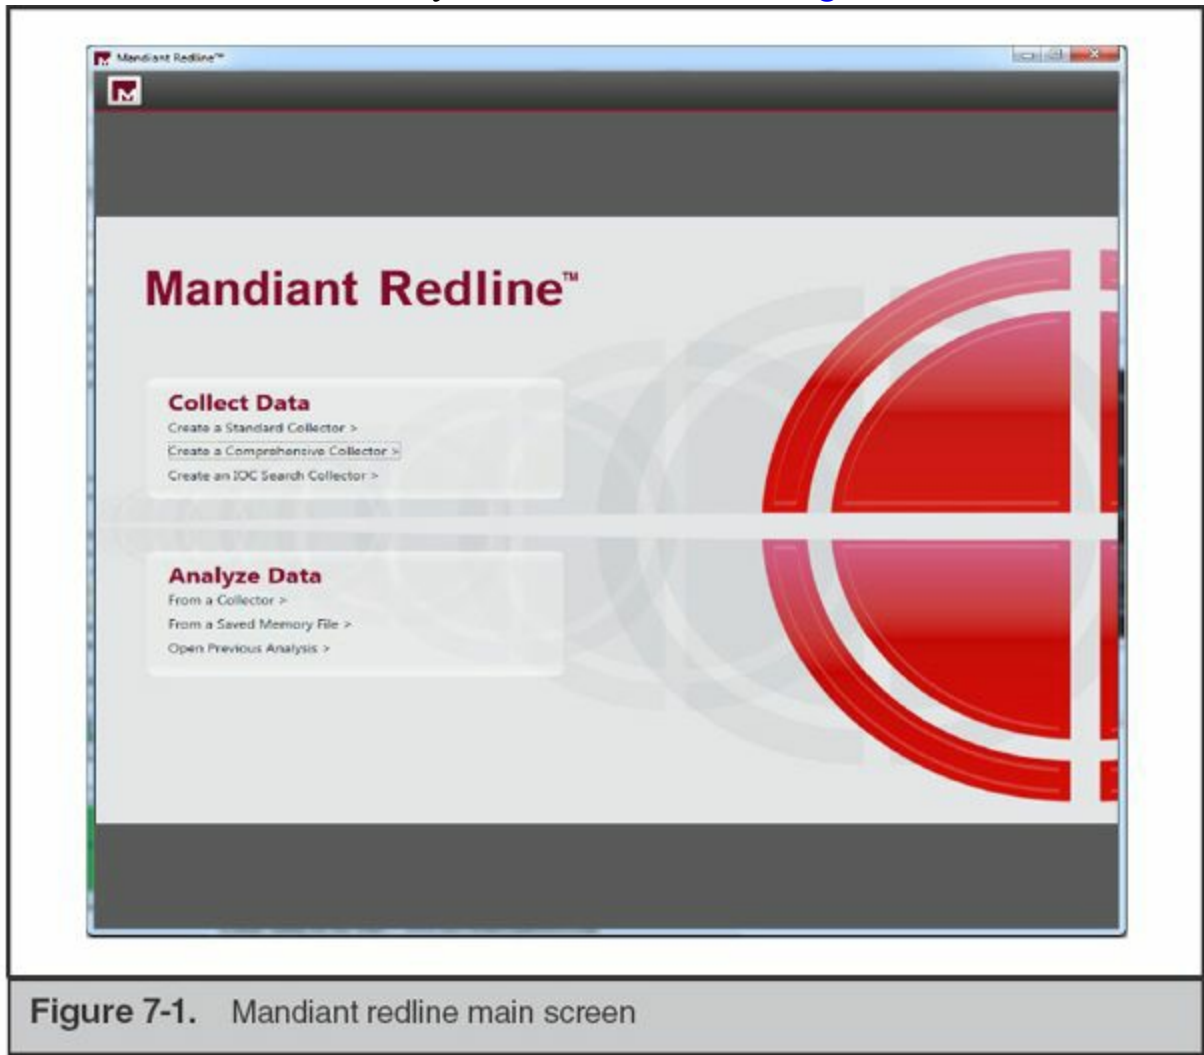 Mandiant Redline™
Mandiant Redline™
Collect Data
Create a Standard Collector >
Create a Comprehensive Collector >
Create an IOC Search Collector >
Analyze Data
From a Collector >
From a Saved Memory File >
Open Previous Analysis >
Figure 7-1. Mandiant redline main screen